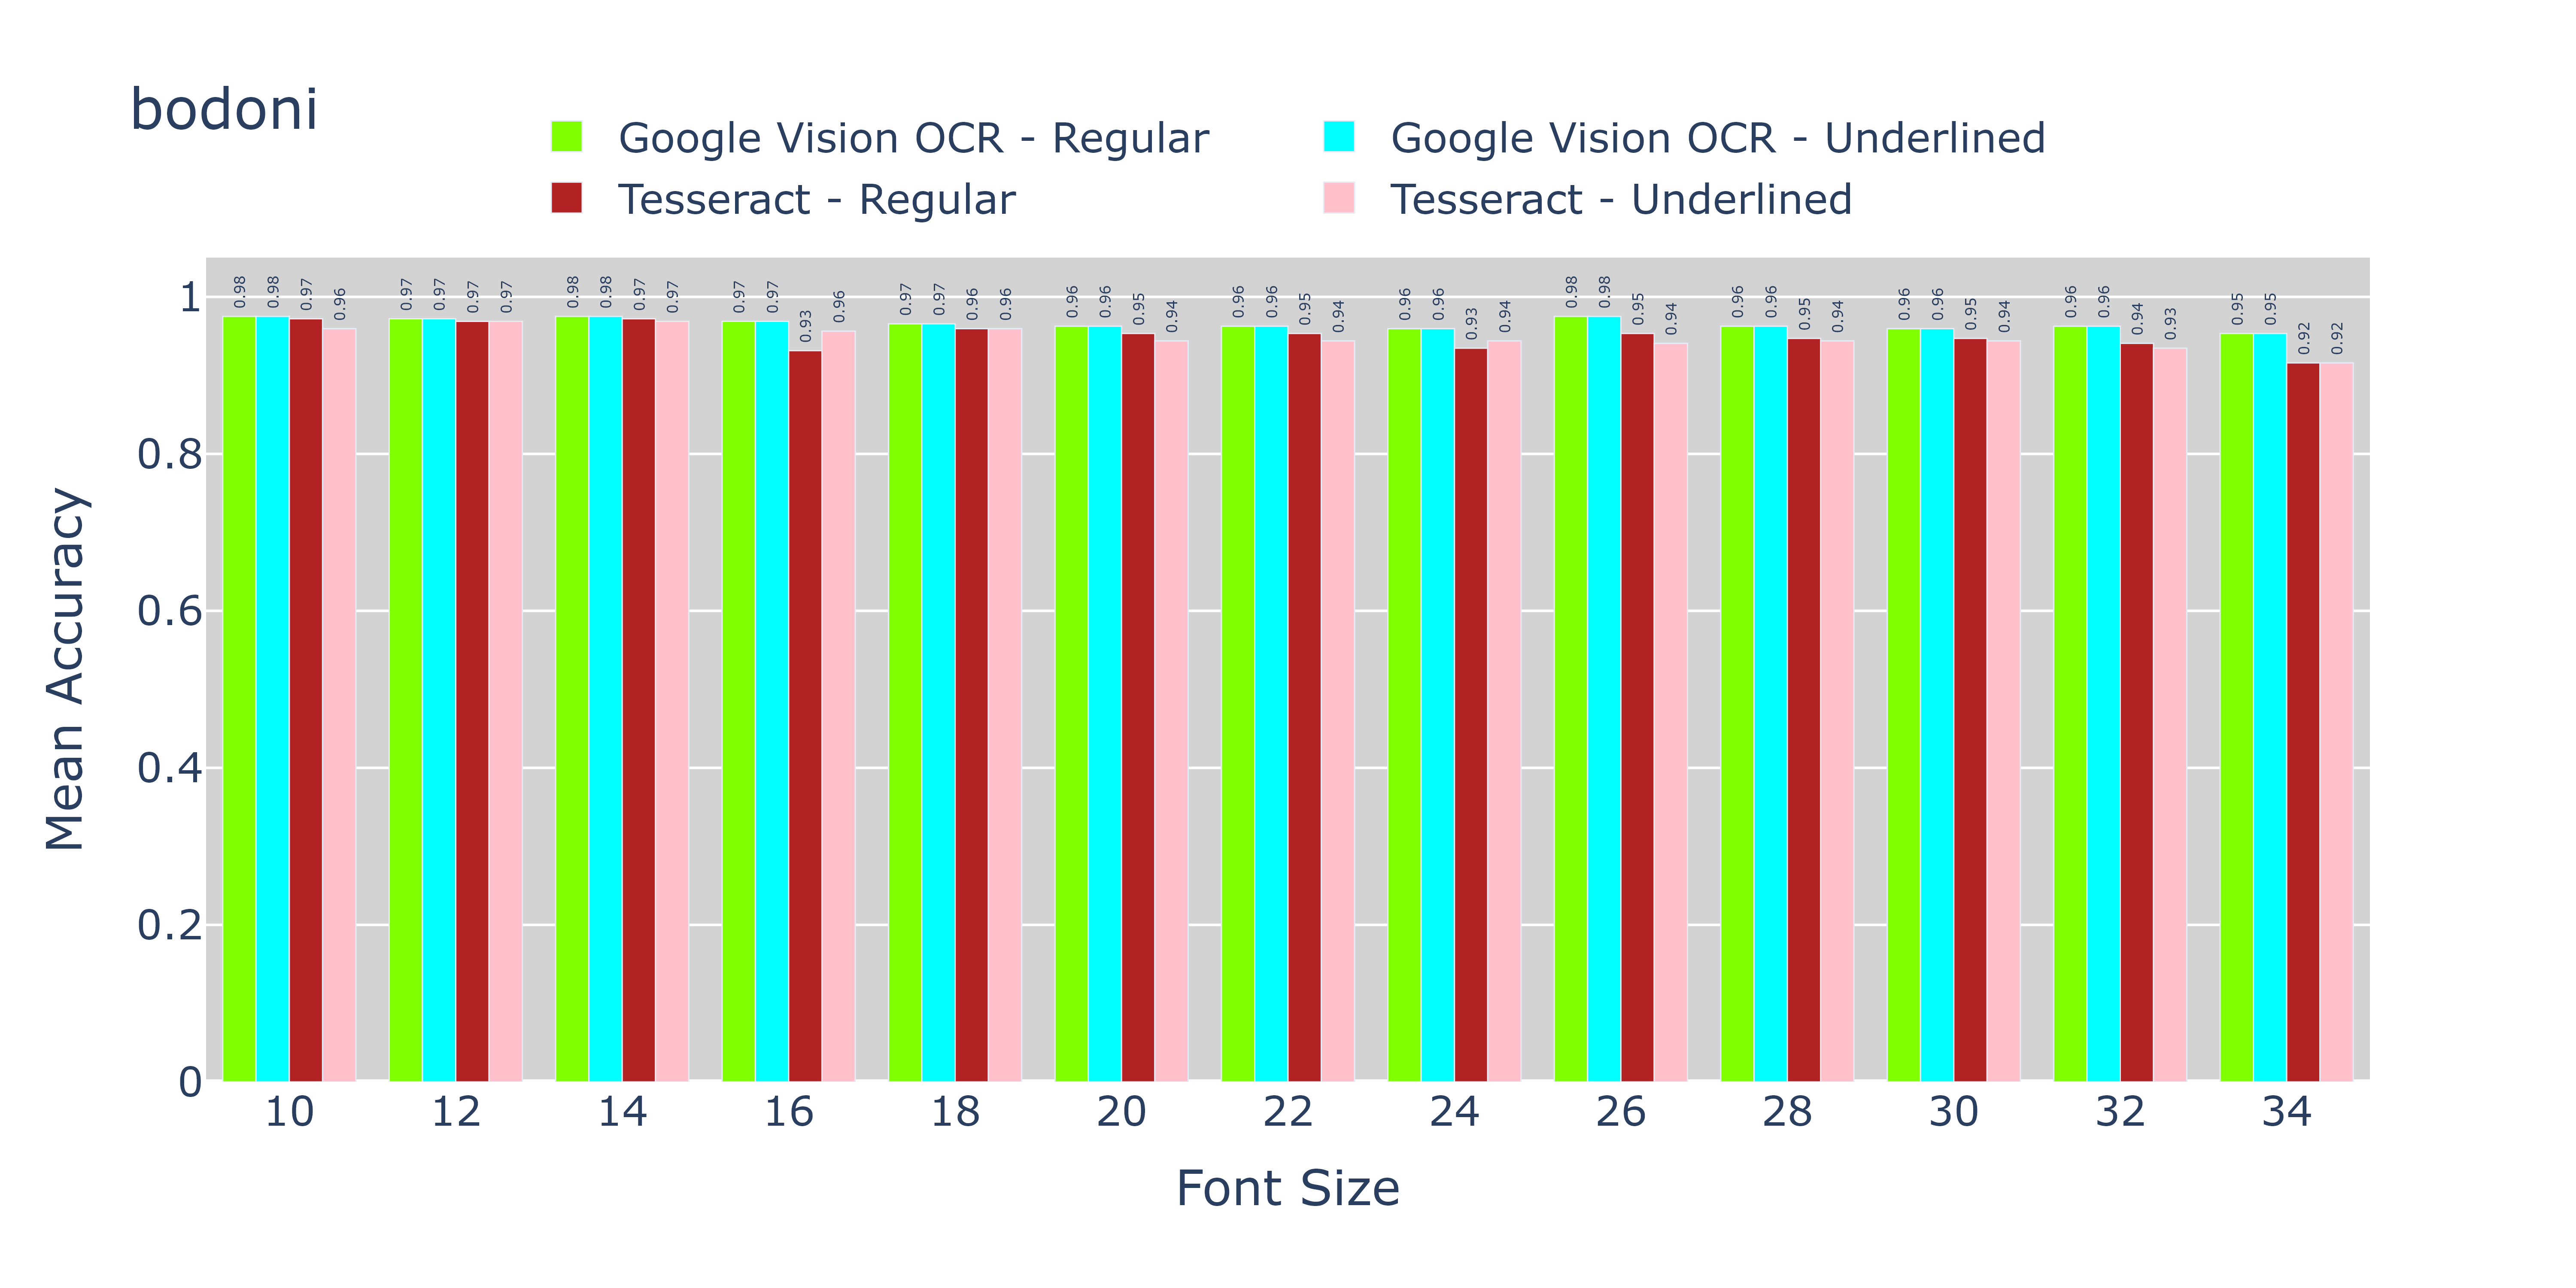 bodoni
Google Vision OCR - Regular
Google Vision OCR - Underlined
Tesseract - Regular
Tesseract - Underlined
Mean Accuracy
1
0.8
0.6
0.4
0.2
0
0.98 0.98 0.97 0.96
0.97 0.97 0.97 0.97
0.98 0.98 0.97 0.97
0.97 0.97 0.93 0.96
0.97 0.97 0.96 0.96
0.96 0.96 0.95 0.94
0.96 0.96 0.95 0.94
0.96 0.96 0.93 0.94
0.98 0.98 0.95 0.94
0.96 0.96 0.95 0.94
0.96 0.96 0.95 0.94
0.96 0.96 0.94 0.93
0.95 0.95 0.92 0.92
10 12 14 16 18 20 22 24 26 28 30 32 34
Font Size